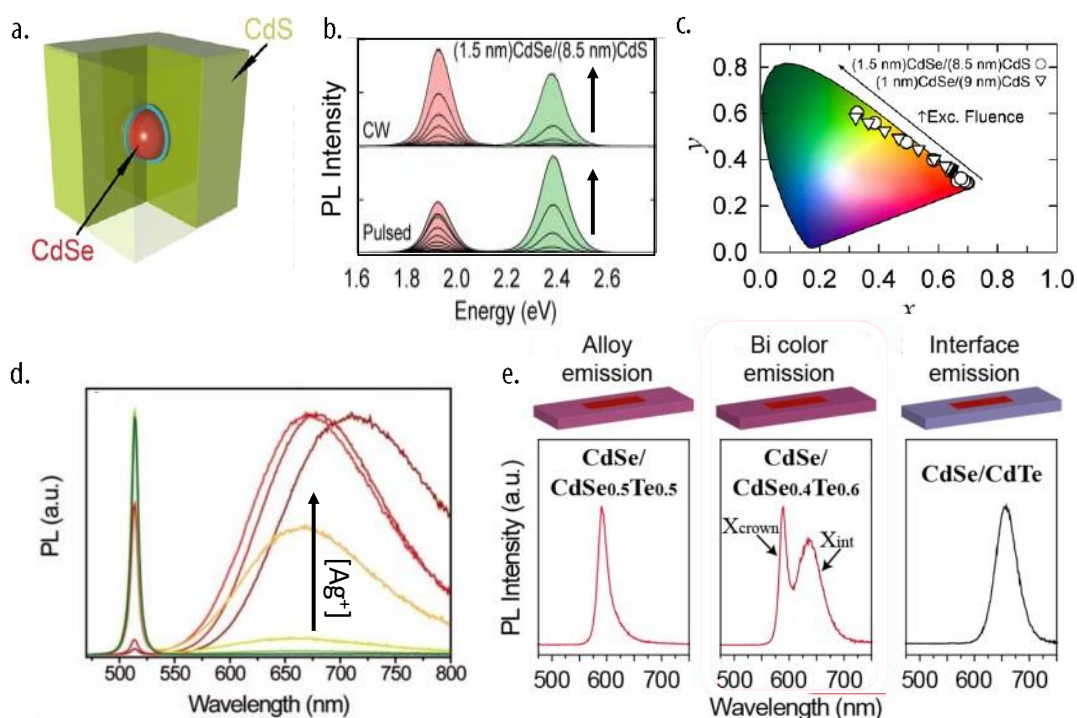 a.
CdS
CdSe
b.
(1.5 nm)CdSe/(8.5 nm)CdS
CW
Pulsed
PL Intensity
1.6 1.8 2.0 2.2 2.4 2.6
Energy (eV)
c.
(1.5 nm)CdSe/(8.5 nm)CdS
(1 nm)CdSe/(9 nm)CdS
↑Exc. Fluence
y
0.8
0.6
0.4
0.2
0.0
0.0 0.2 0.4 0.6 0.8 1.0
x
d.
PL (a.u.)
[Ag⁺]
500 550 600 650 700 750 800
Wavelength (nm)
e.
Alloy
emission
Bi color
emission
Interface
emission
PL Intensity (a.u.)
CdSe/
CdSe0.5Te0.5
CdSe/
CdSe0.4Te0.6
Xcrown
Xint
CdSe/CdTe
500 600 700
500 600 700
500 600 700
Wavelength (nm)